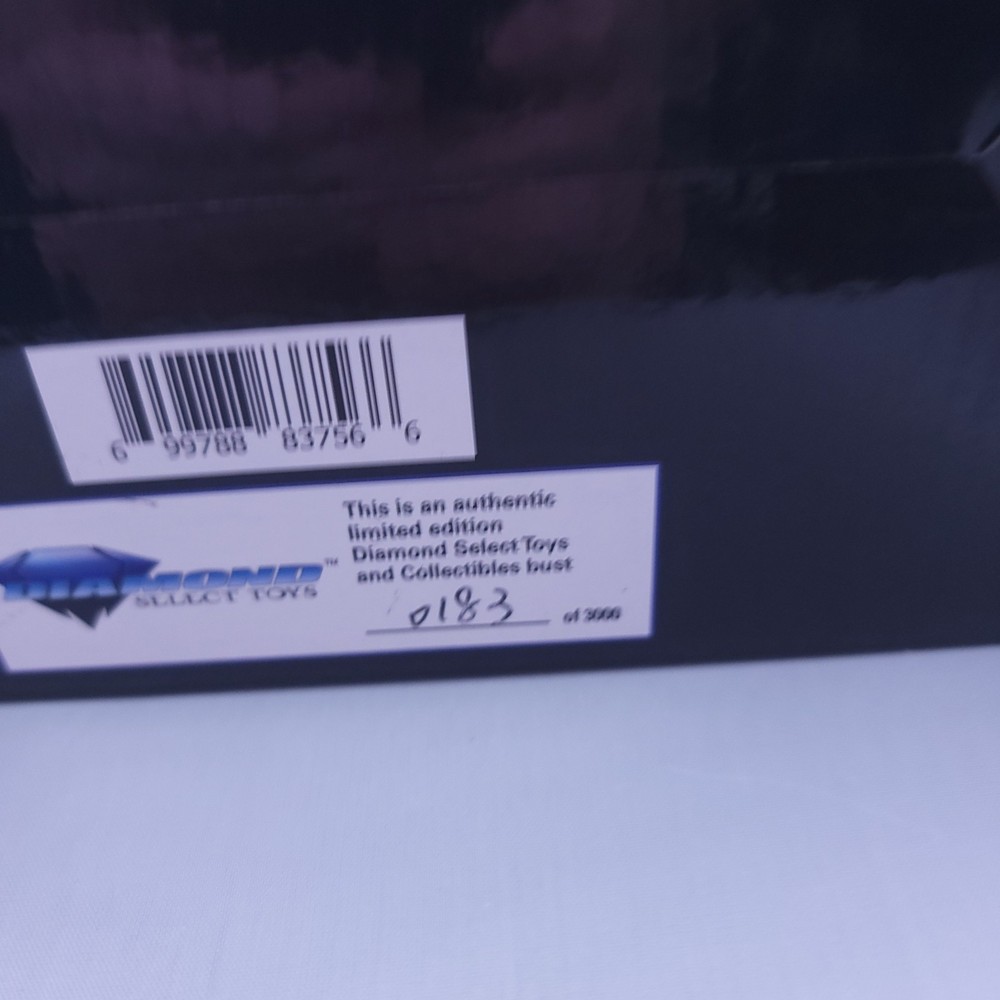 6 99788 83756 6
DIAMOND™
SELECT TOYS
This is an authentic
limited edition
Diamond Select Toys
and Collectibles bust
0183 of 3000